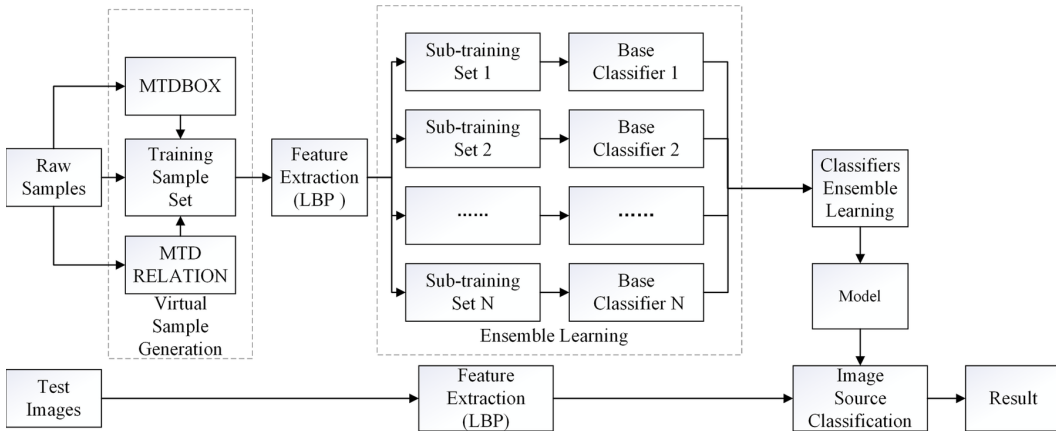 MTDBOX
Raw
Samples
Training
Sample
Set
MTD
RELATION
Virtual
Sample
Generation
Feature
Extraction
(LBP )
Sub-training
Set 1
Base
Classifier 1
Sub-training
Set 2
Base
Classifier 2
......
......
Sub-training
Set N
Base
Classifier N
Ensemble Learning
Classifiers
Ensemble
Learning
Model
Test
Images
Feature
Extraction
(LBP)
Image
Source
Classification
Result